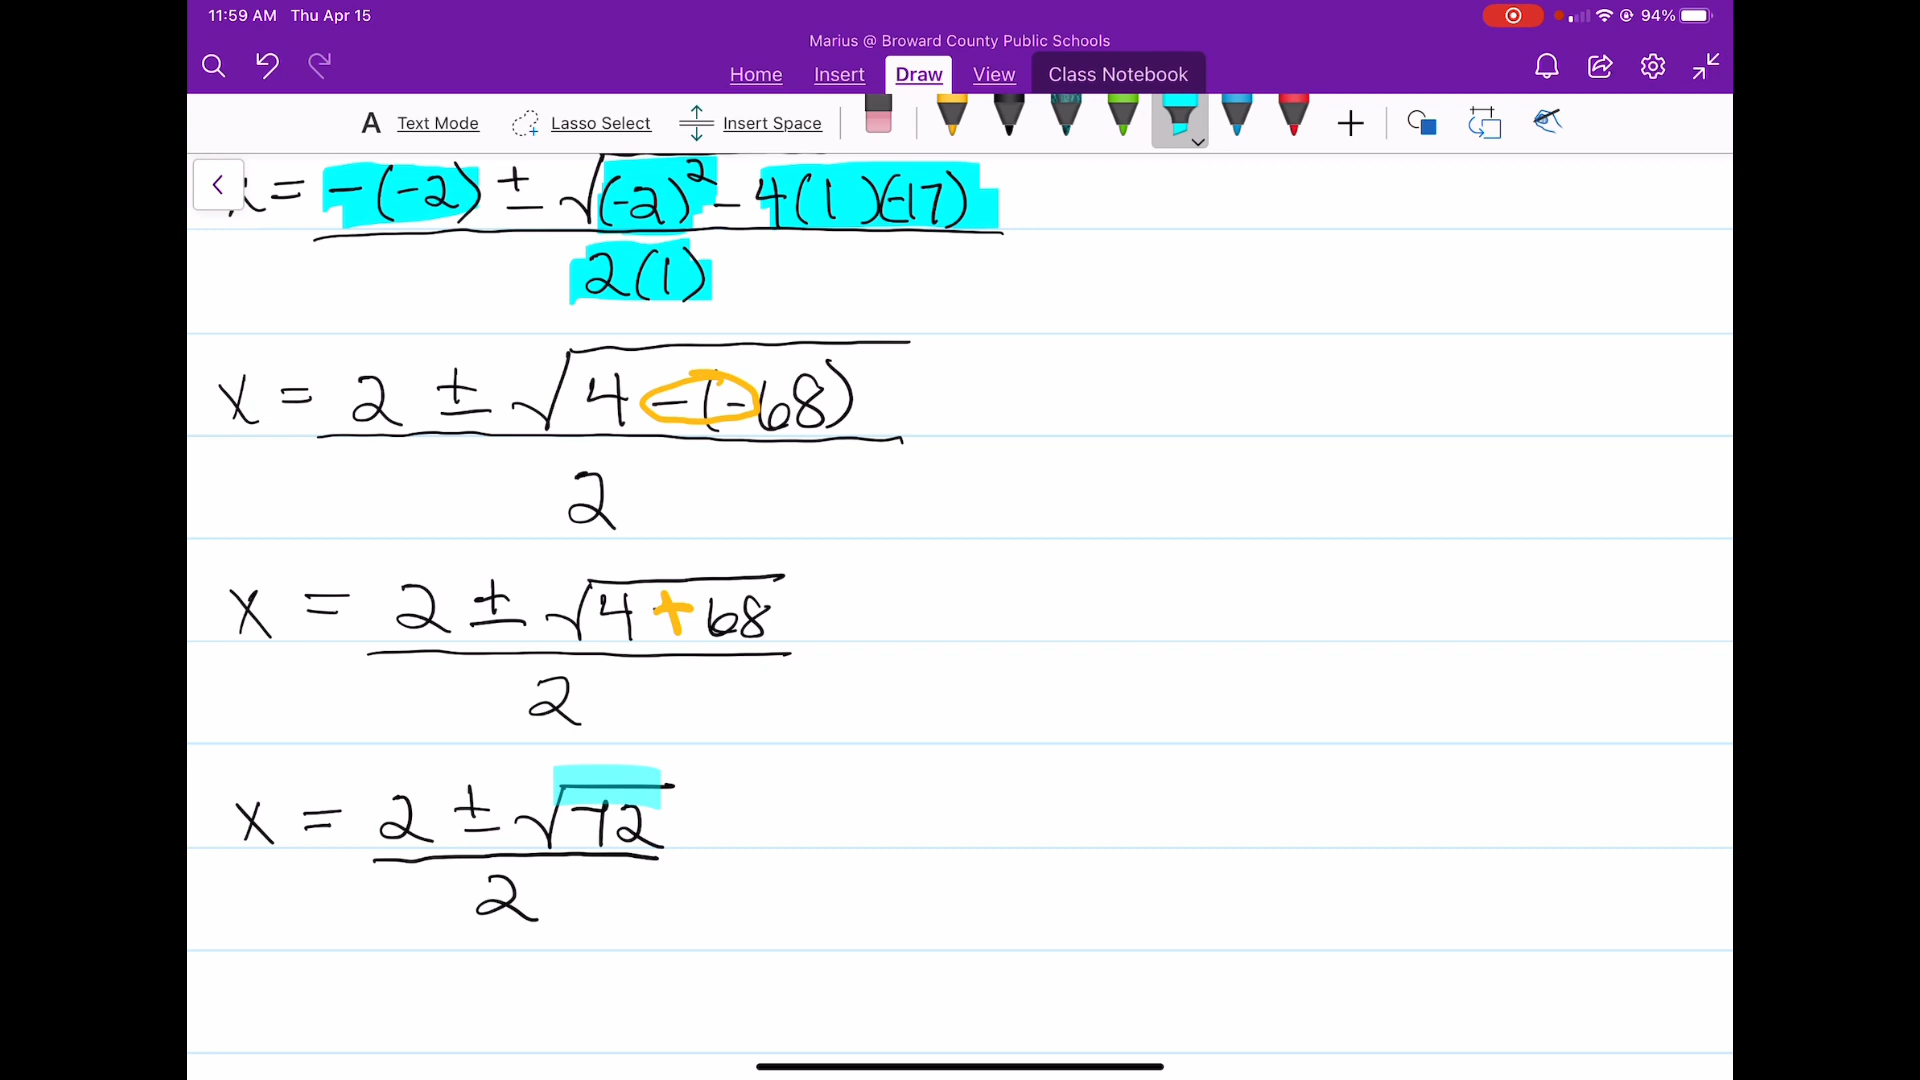 11:59 AM Thu Apr 15 94%
Marius @ Broward County Public Schools
Home Insert Draw View Class Notebook
A Text Mode Lasso Select Insert Space
x = -(-2) ± √(-2)² - 4(1)(-17)
2(1)
x = 2 ± √4 -(-68)
2
x = 2 ± √4 + 68
2
x = 2 ± √72
2